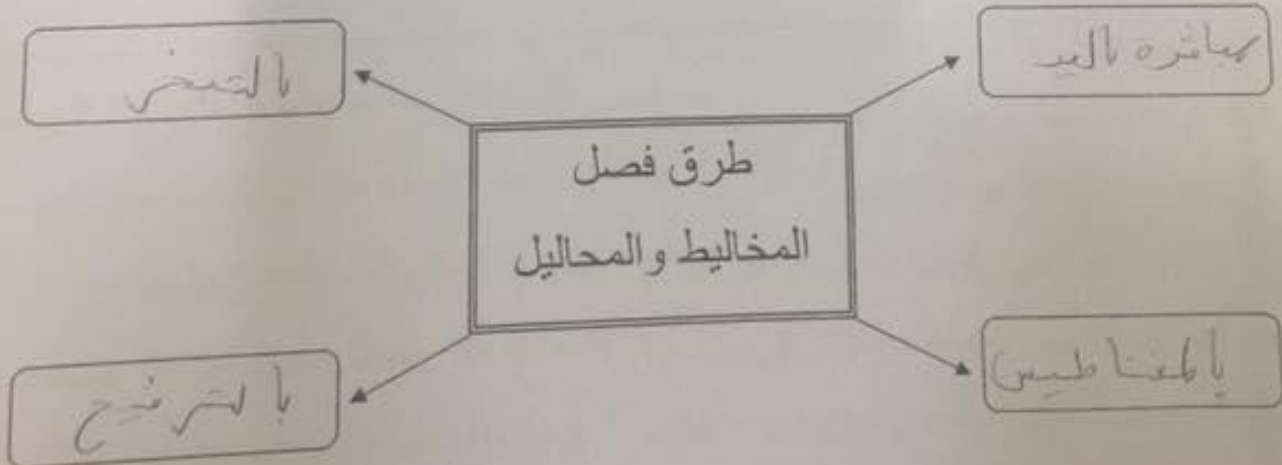 مباشرة باليد
بالتبخر
طرق فصل
المخاليط والمحاليل
بالمغناطيس
بالترشيح